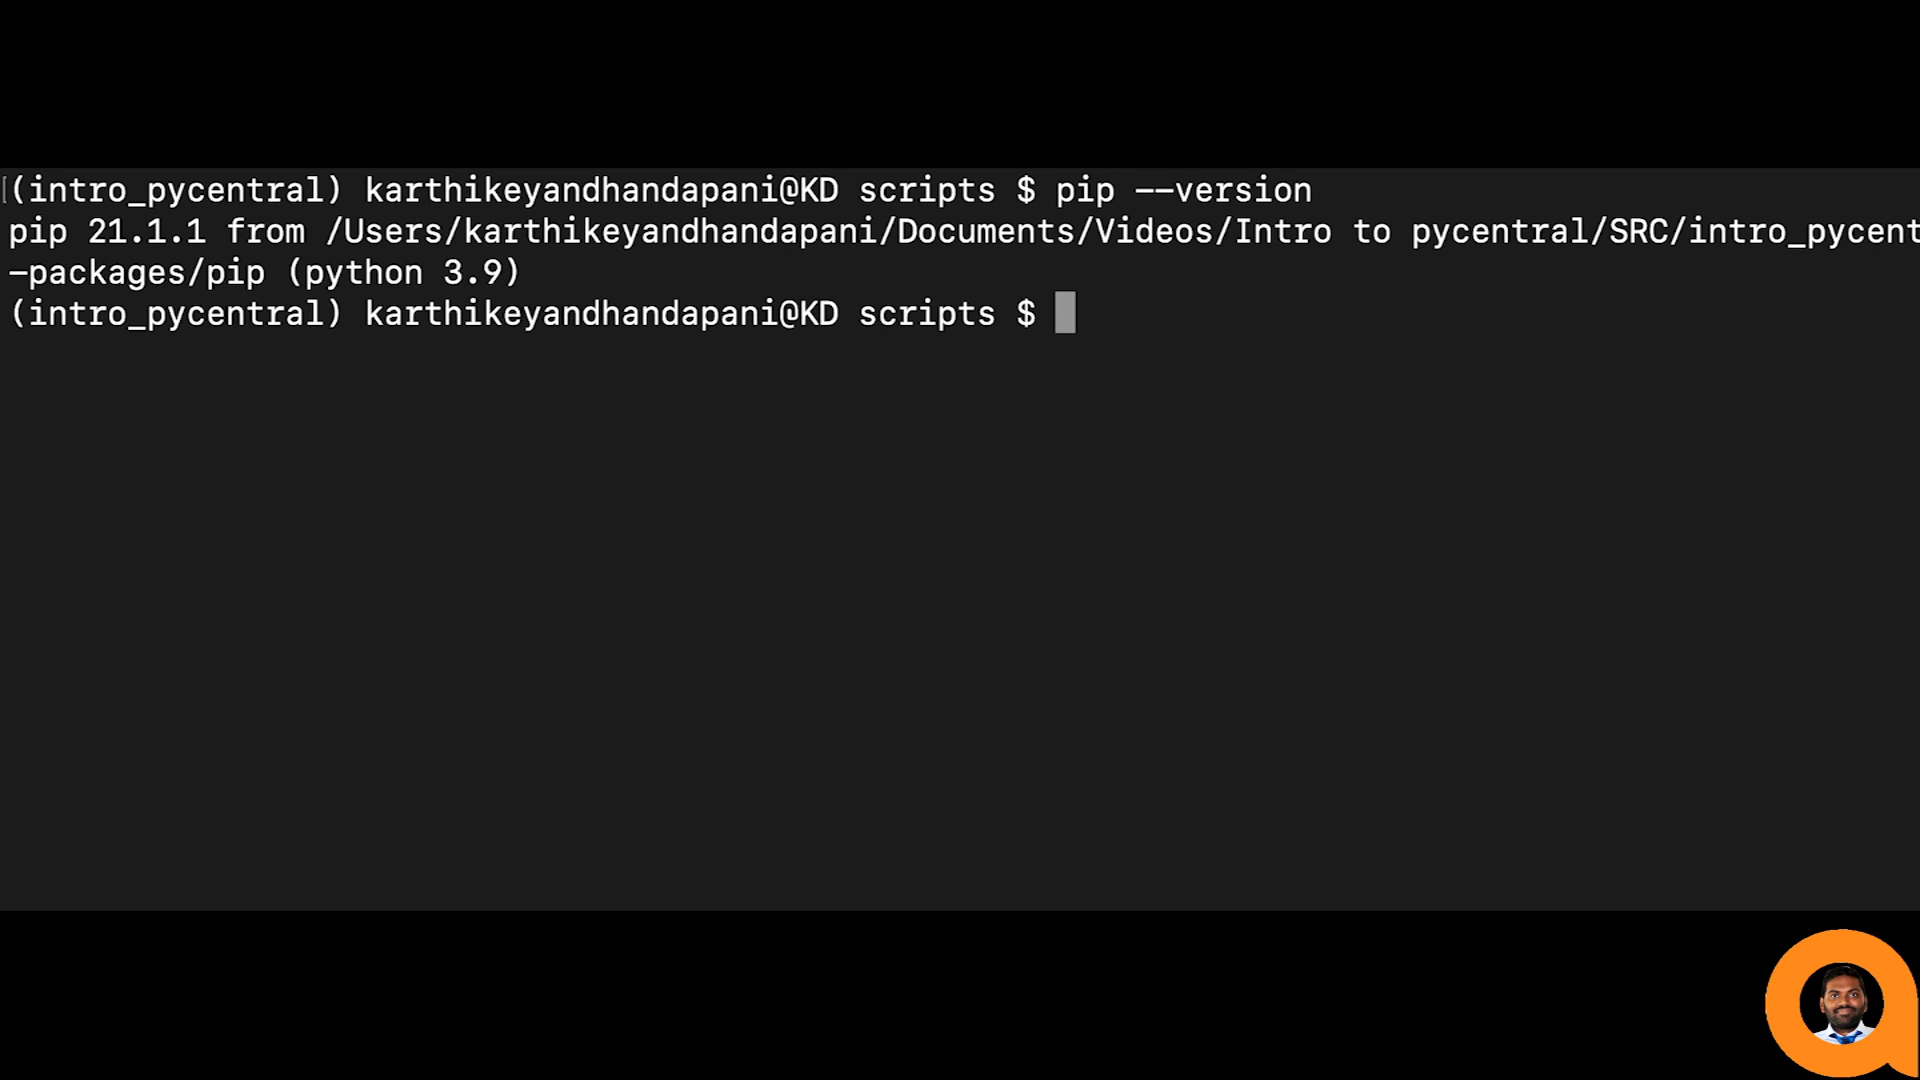 (intro_pycentral) karthikeyandhandapani@KD scripts $ pip --version
pip 21.1.1 from /Users/karthikeyandhandapani/Documents/Videos/Intro to pycentral/SRC/intro_pycent
-packages/pip (python 3.9)
(intro_pycentral) karthikeyandhandapani@KD scripts $